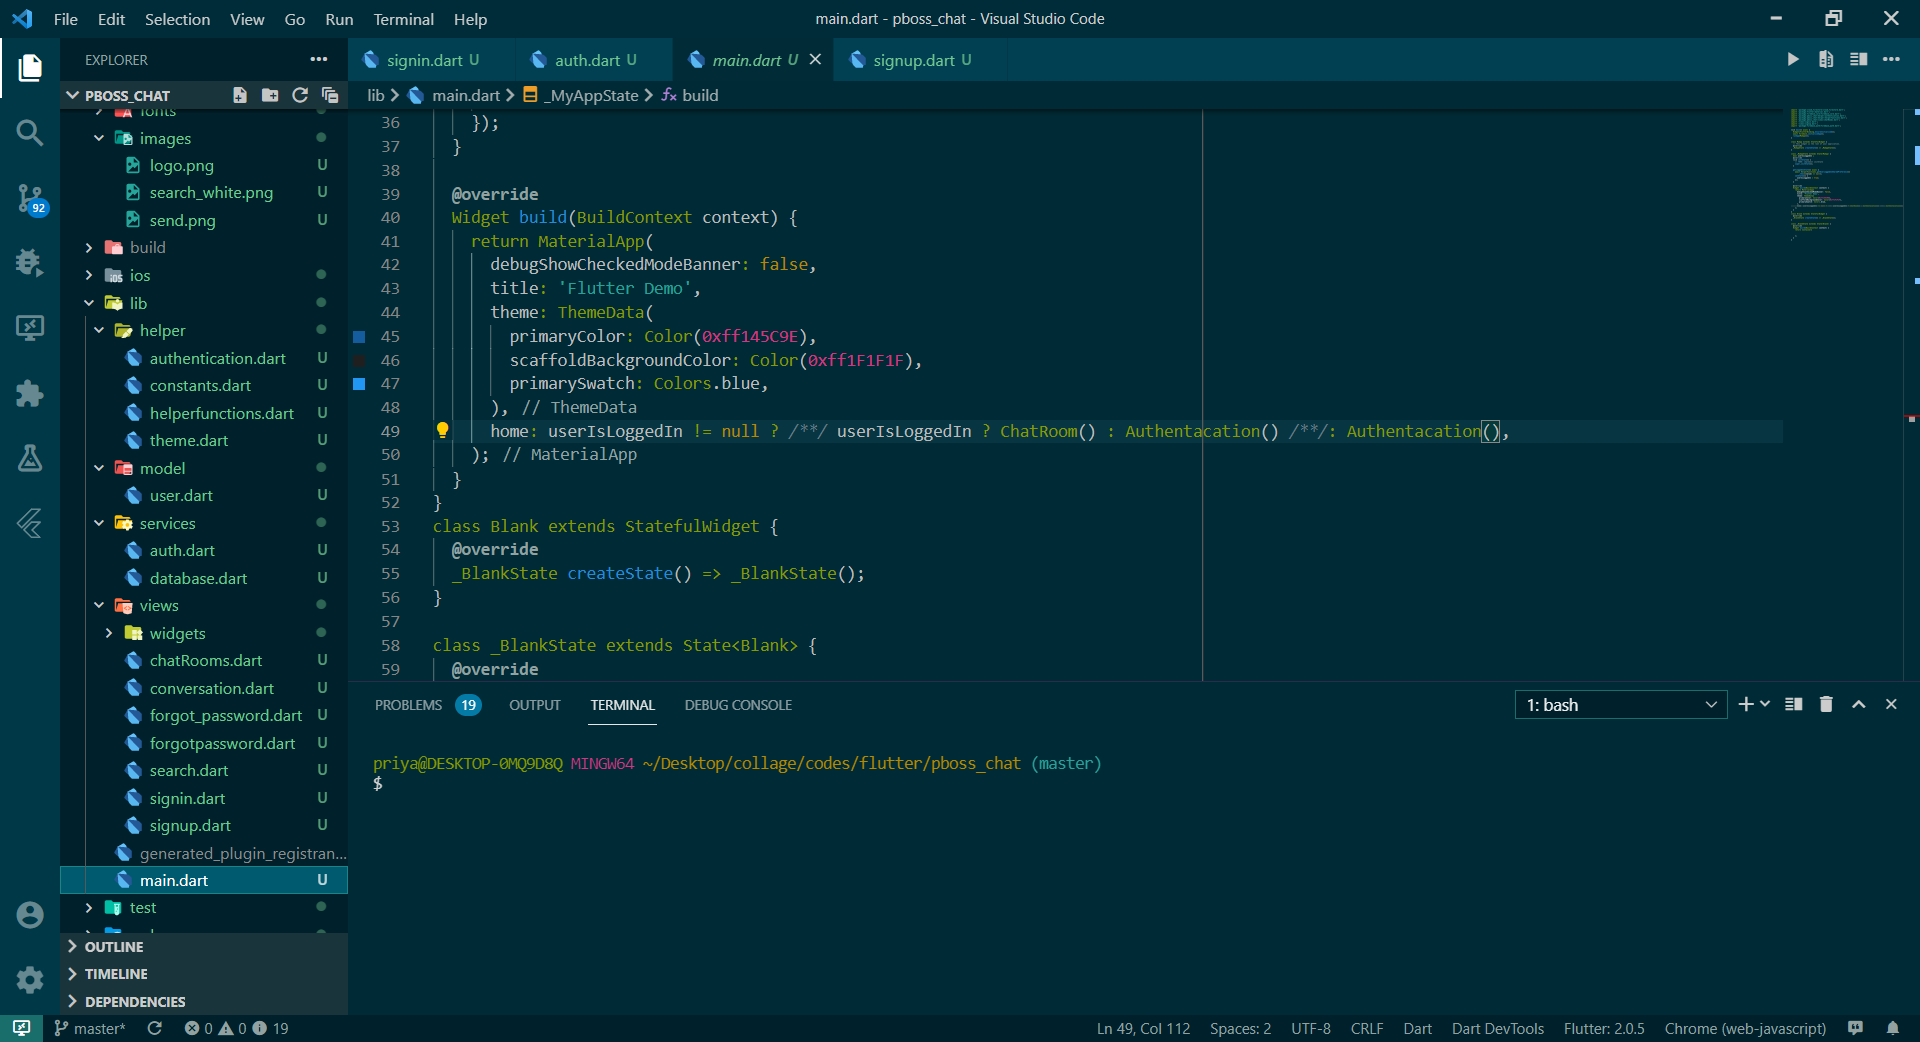 File Edit Selection View Go Run Terminal Help
main.dart - pboss_chat - Visual Studio Code
EXPLORER
signin.dart U
auth.dart U
main.dart U
signup.dart U
PBOSS_CHAT
lib > main.dart > _MyAppState > build
fonts
images
logo.png U
search_white.png U
send.png U
build
ios
lib
helper
authentication.dart U
constants.dart U
helperfunctions.dart U
theme.dart U
model
user.dart U
services
auth.dart U
database.dart U
views
widgets
chatRooms.dart U
conversation.dart U
forgot_password.dart U
forgotpassword.dart U
search.dart U
signin.dart U
signup.dart U
generated_plugin_registran...
main.dart U
test
OUTLINE
TIMELINE
DEPENDENCIES
92
36 });
37 }
38
39 @override
40 Widget build(BuildContext context) {
41 return MaterialApp(
42 debugShowCheckedModeBanner: false,
43 title: 'Flutter Demo',
44 theme: ThemeData(
45 primaryColor: Color(0xff145C9E),
46 scaffoldBackgroundColor: Color(0xff1F1F1F),
47 primarySwatch: Colors.blue,
48 ), // ThemeData
49 home: userIsLoggedIn != null ? /**/ userIsLoggedIn ? ChatRoom() : Authentacation() /**/: Authentacation(),
50 ); // MaterialApp
51 }
52 }
53 class Blank extends StatefulWidget {
54 @override
55 _BlankState createState() => _BlankState();
56 }
57
58 class _BlankState extends State<Blank> {
59 @override
PROBLEMS 19 OUTPUT TERMINAL DEBUG CONSOLE
1: bash
priya@DESKTOP-0MQ9D8Q MINGW64 ~/Desktop/collage/codes/flutter/pboss_chat (master)
$
master* 0 0 19
Ln 49, Col 112 Spaces: 2 UTF-8 CRLF Dart Dart DevTools Flutter: 2.0.5 Chrome (web-javascript)